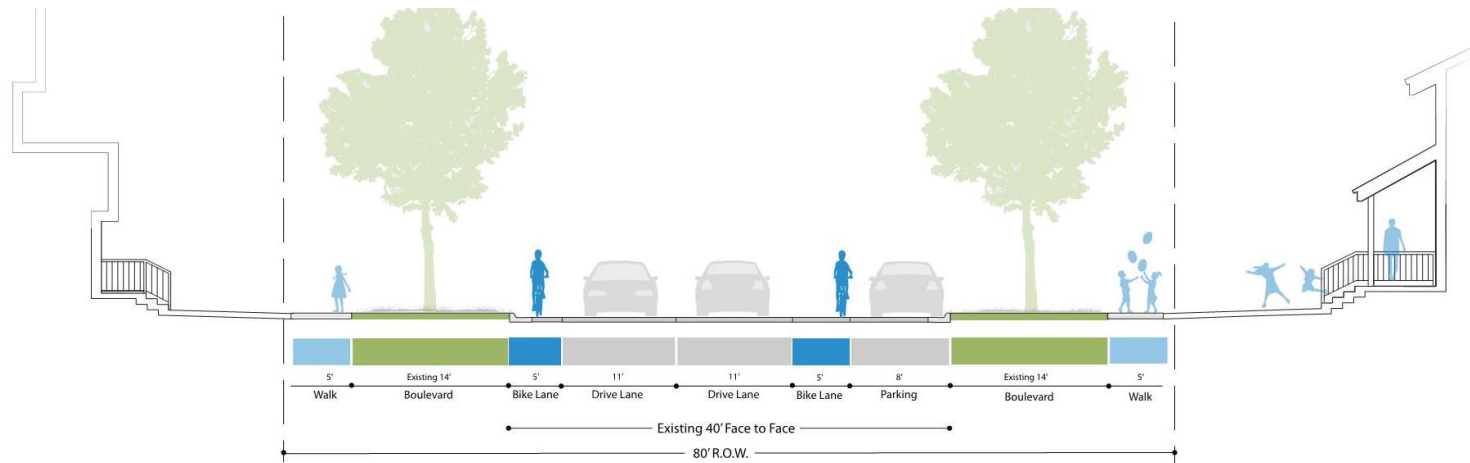 5’ Existing 14’ 5’ 11’ 11’ 5’ 8’ Existing 14’ 5’
Walk Boulevard Bike Lane Drive Lane Drive Lane Bike Lane Parking Boulevard Walk
Existing 40’ Face to Face
80’ R.O.W.